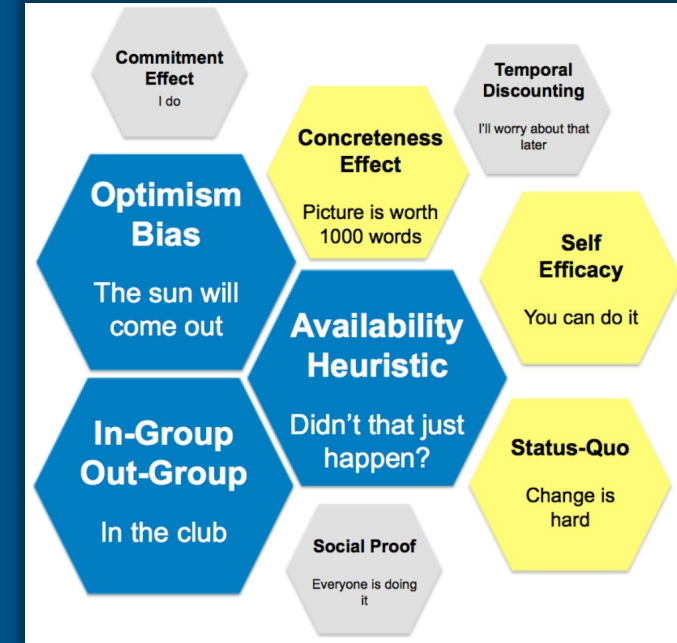 Commitment
Effect
I do
Temporal
Discounting
I'll worry about that
later
Concreteness
Effect
Picture is worth
1000 words
Optimism
Bias
The sun will
come out
Self
Efficacy
You can do it
Availability
Heuristic
Didn’t that just
happen?
In-Group
Out-Group
In the club
Status-Quo
Change is
hard
Social Proof
Everyone is doing
it